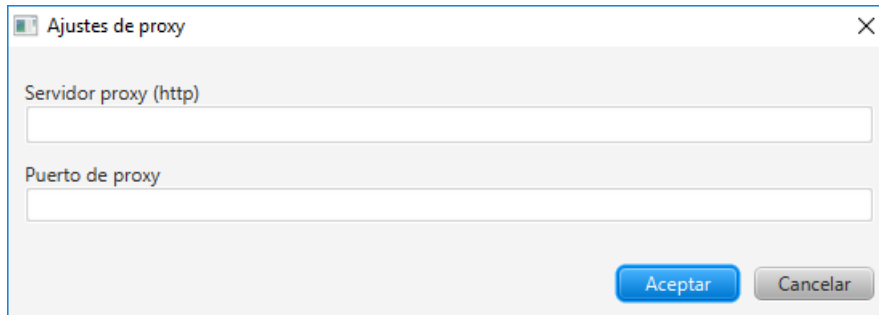 Ajustes de proxy
Servidor proxy (http)
Puerto de proxy
Aceptar Cancelar